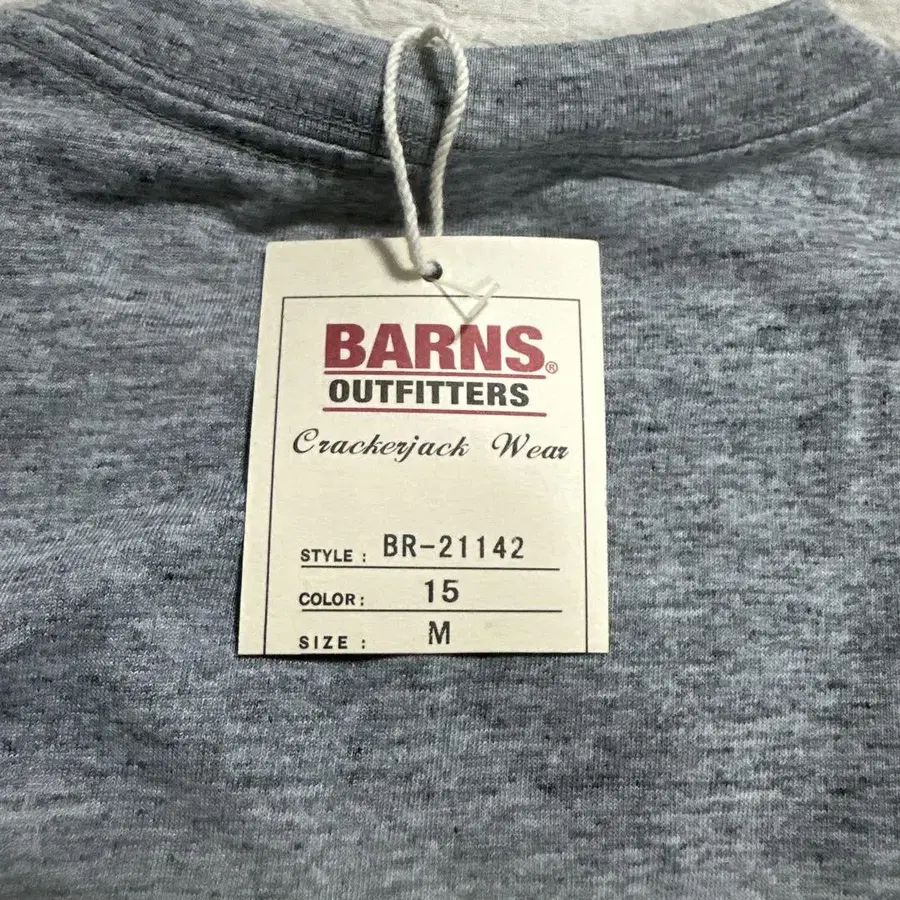 BARNS®
OUTFITTERS
Crackerjack Wear
STYLE : BR-21142
COLOR : 15
SIZE : M